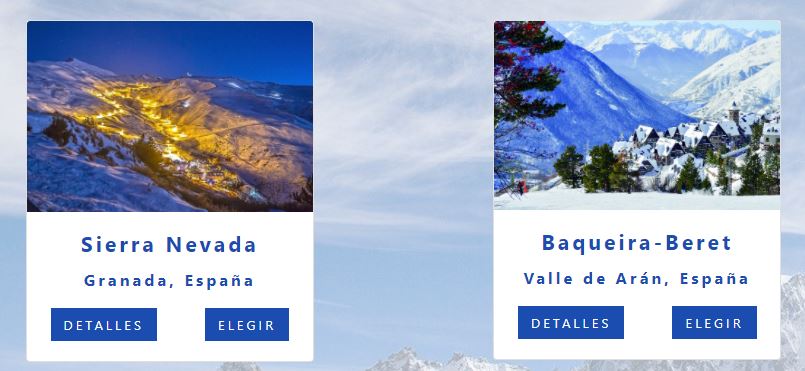 Sierra Nevada
Granada, España
DETALLES ELEGIR
Baqueira-Beret
Valle de Arán, España
DETALLES ELEGIR